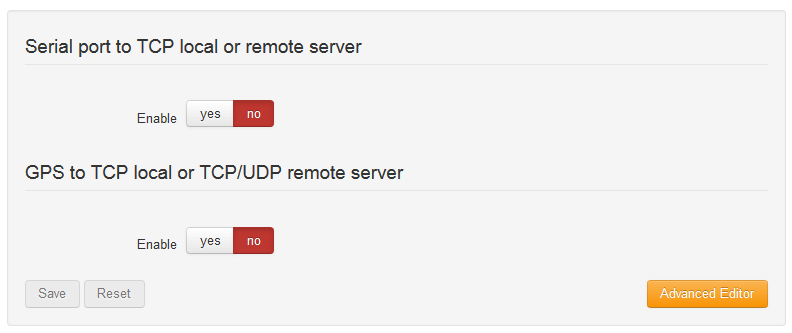 Serial port to TCP local or remote server
Enable yes no
GPS to TCP local or TCP/UDP remote server
Enable yes no
Save Reset Advanced Editor